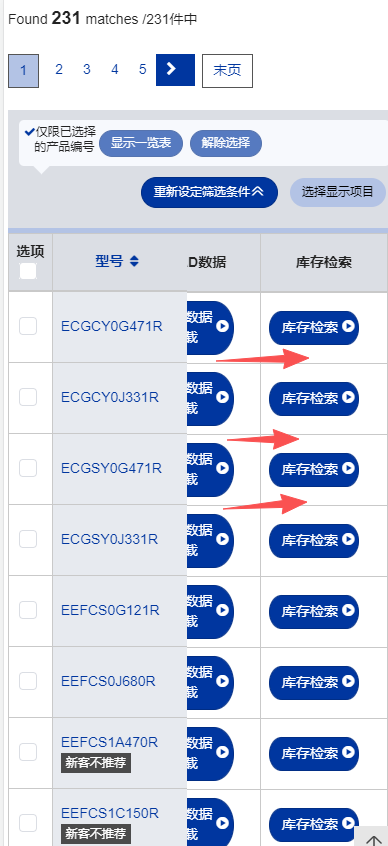 Found 231 matches /231件中
1 2 3 4 5 末页
仅限已选择
的产品编号 显示一览表 解除选择
重新设定筛选条件 选择显示项目
选项 型号 D数据 库存检索
ECGCY0G471R 数据
载 库存检索
ECGCY0J331R 数据
载 库存检索
ECGSY0G471R 数据
载 库存检索
ECGSY0J331R 数据
载 库存检索
EEFCS0G121R 数据
载 库存检索
EEFCS0J680R 数据
载 库存检索
EEFCS1A470R
新客不推荐 数据
载 库存检索
EEFCS1C150R
新客不推荐 数据
载 库存检索